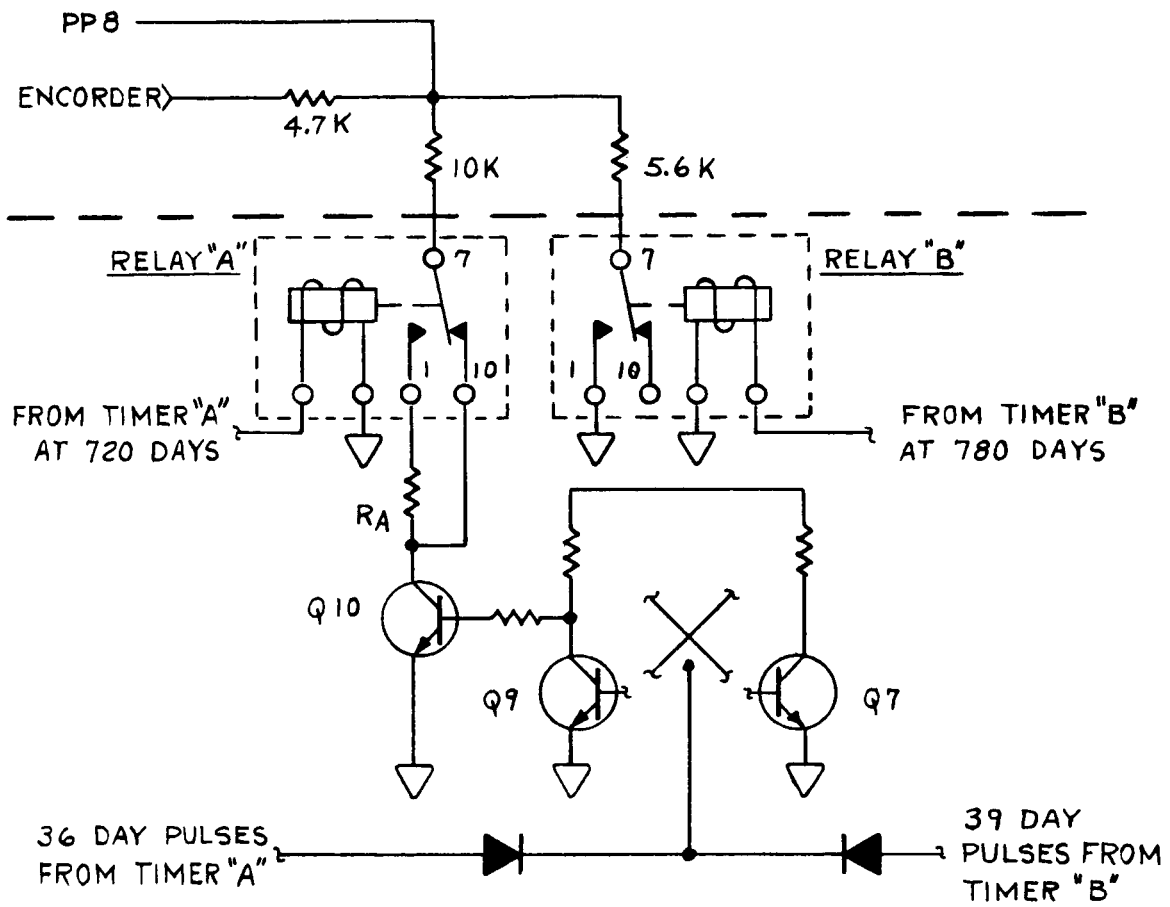 PP 8
ENCORDER
4.7K
10K
5.6K
RELAY "A"
7
1
10
7
RELAY "B"
1
10
FROM TIMER "A"
AT 720 DAYS
FROM TIMER "B"
AT 780 DAYS
RA
Q10
Q9
Q7
36 DAY PULSES
FROM TIMER "A"
39 DAY
PULSES FROM
TIMER "B"